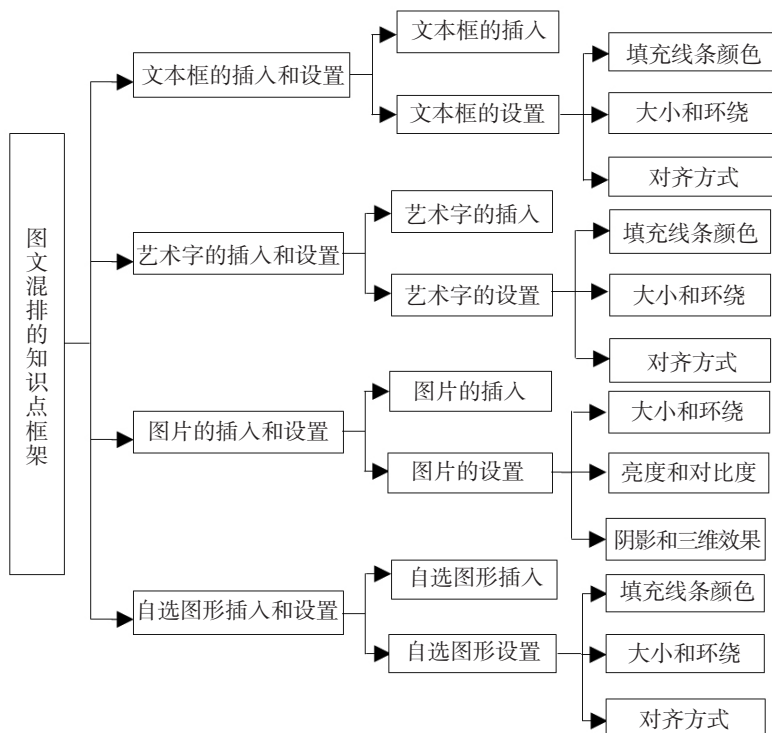 图文混排的知识点框架
文本框的插入和设置
文本框的插入
文本框的设置
填充线条颜色
大小和环绕
对齐方式
艺术字的插入和设置
艺术字的插入
艺术字的设置
填充线条颜色
大小和环绕
对齐方式
图片的插入和设置
图片的插入
图片的设置
大小和环绕
亮度和对比度
阴影和三维效果
自选图形插入和设置
自选图形插入
自选图形设置
填充线条颜色
大小和环绕
对齐方式